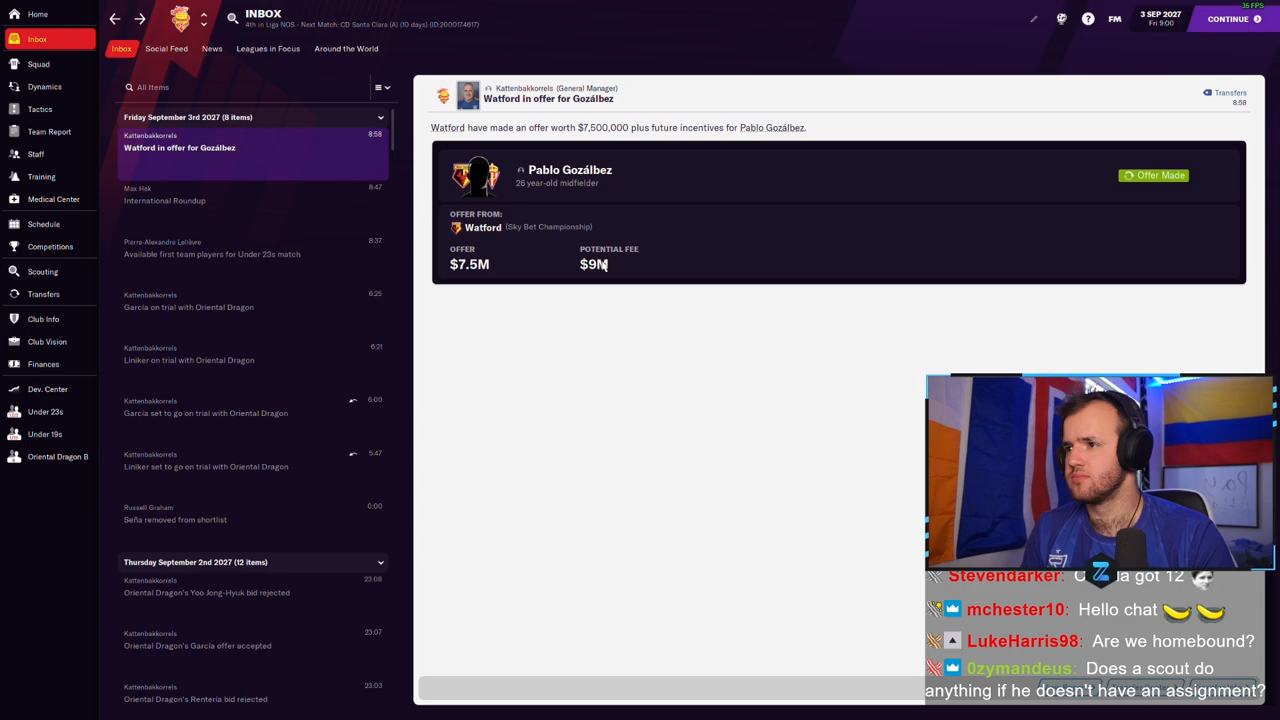 36 FPS
Home
Inbox
Squad
Dynamics
Tactics
Team Report
Staff
Training
Medical Center
Schedule
Competitions
Scouting
Transfers
Club Info
Club Vision
Finances
Dev. Center
Under 23s
Under 19s
Oriental Dragon B
INBOX
4th in Liga NOS - Next Match: CD Santa Clara (A) (10 days) (ID:2000174617)
FM
3 SEP 2027
Fri 9:00
CONTINUE
Inbox
Social Feed
News
Leagues in Focus
Around the World
All Items
Friday September 3rd 2027 (8 items)
Kattenbakkorrels 8:58
Watford in offer for Gozálbez
Max Hek 8:47
International Roundup
Pierre-Alexandre Lelièvre 8:37
Available first team players for Under 23s match
Kattenbakkorrels 6:25
García on trial with Oriental Dragon
Kattenbakkorrels 6:21
Liniker on trial with Oriental Dragon
Kattenbakkorrels 6:00
García set to go on trial with Oriental Dragon
Kattenbakkorrels 5:47
Liniker set to go on trial with Oriental Dragon
Russell Graham 0:00
Seña removed from shortlist
Thursday September 2nd 2027 (12 items)
Kattenbakkorrels 23:08
Oriental Dragon's Yoo Jong-Hyuk bid rejected
Kattenbakkorrels 23:07
Oriental Dragon's García offer accepted
Kattenbakkorrels 23:03
Oriental Dragon's Rentería bid rejected
Kattenbakkorrels (General Manager)
Watford in offer for Gozálbez
Transfers
8:58
Watford have made an offer worth $7,500,000 plus future incentives for Pablo Gozálbez.
Pablo Gozálbez
26 year-old midfielder
Offer Made
OFFER FROM:
Watford (Sky Bet Championship)
OFFER
$7.5M
POTENTIAL FEE
$9M
Stevendarker: got 12
mchester10: Hello chat
LukeHarris98: Are we homebound?
0zymandeus: Does a scout do
anything if he doesn't have an assignment?